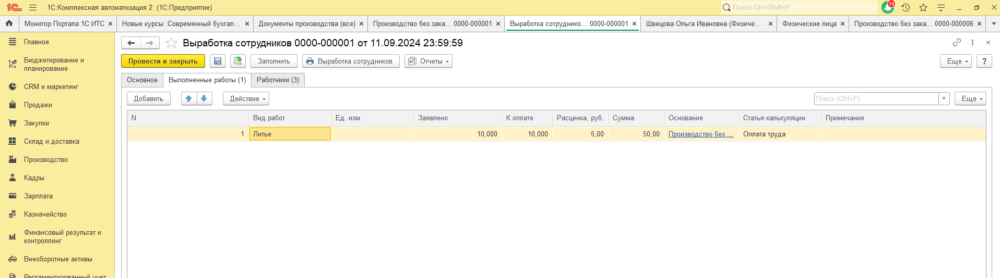 1С:Комплексная автоматизация 2 (1С:Предприятие)
Поиск Ctrl+Shift+F
12
Монитор Портала 1С:ИТС
Новые курсы: Современный бухгал...
Документы производства (все)
Производство без зака... 0000-000001
Выработка сотруднико... 0000-000001
Швецова Ольга Ивановна (Физиче...
Физические лица
Производство без зака... 0000-000006
Главное
Бюджетирование и
планирование
CRM и маркетинг
Продажи
Закупки
Склад и доставка
Производство
Кадры
Зарплата
Казначейство
Финансовый результат и
контроллинг
Внеоборотные активы
Регламентированный учет
Выработка сотрудников 0000-000001 от 11.09.2024 23:59:59
Провести и закрыть
Заполнить
Выработка сотрудников
Отчеты
Еще
?
Основное
Выполненные работы (1)
Работники (3)
Добавить
Действие
Поиск (Ctrl+F)
×
Еще
N Вид работ Ед. изм. Заявлено К оплате Расценка, руб. Сумма Основание Статья калькуляции Примечание
1 Литье 10,000 10,000 5,00 50,00 Производство без ... Оплата труда